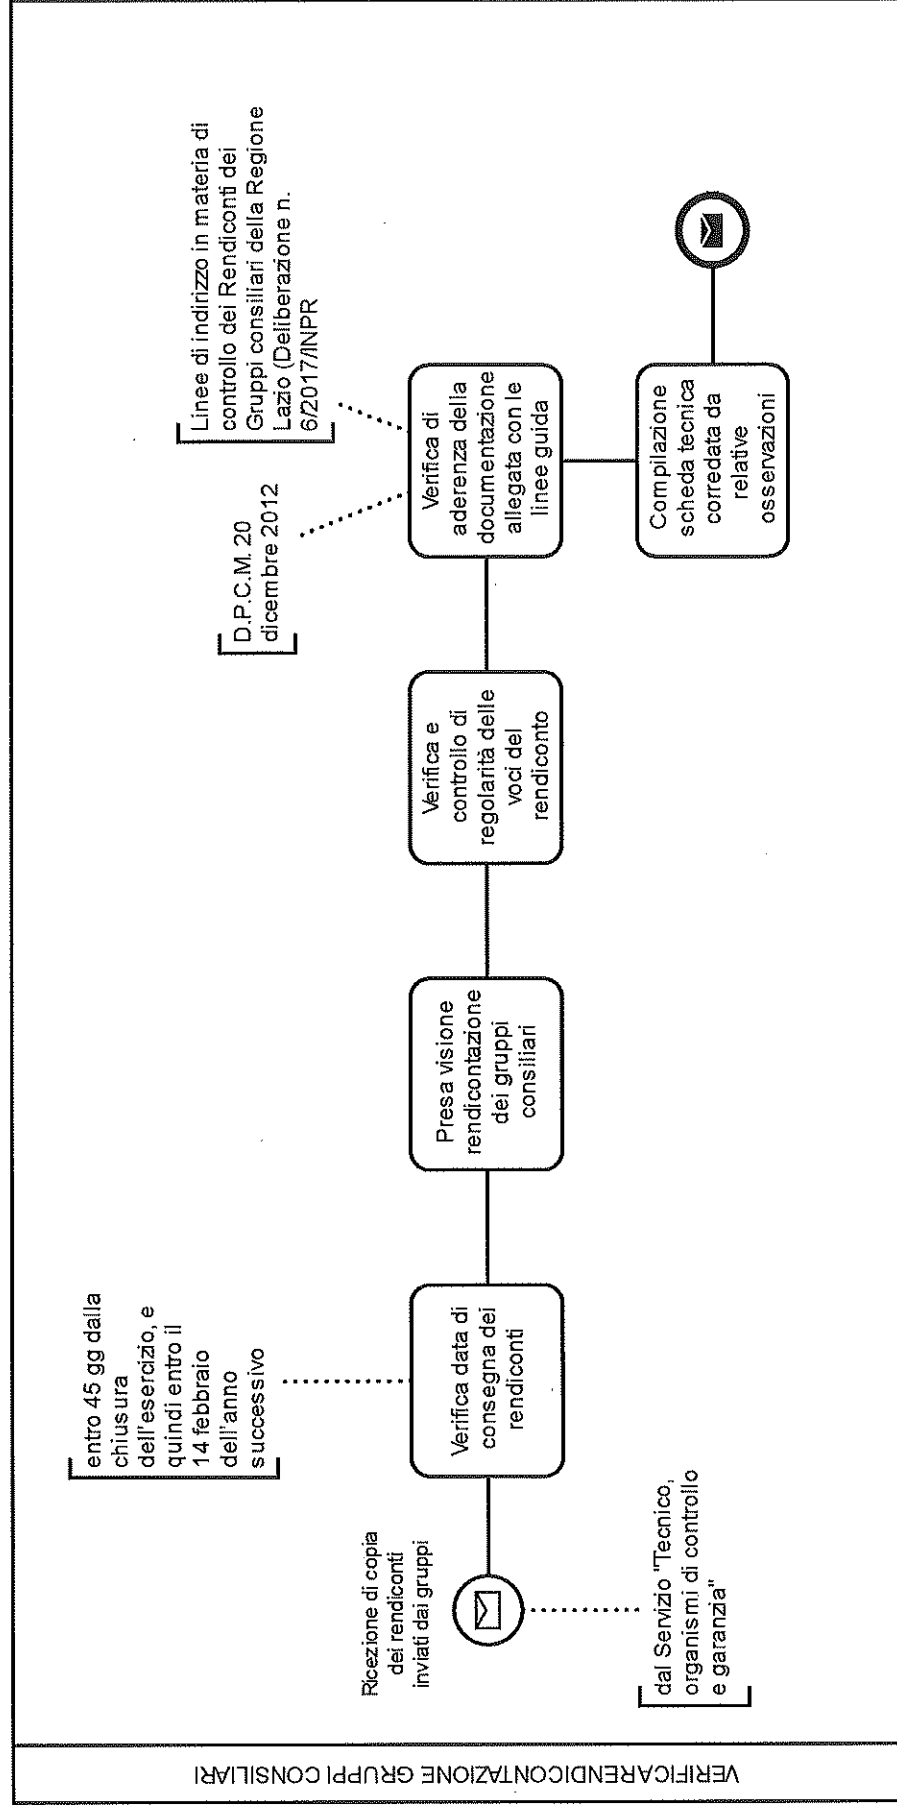 VERIFICARENDICONTAZIONE GRUPPI CONSILIARI
Ricezione di copia
dei rendiconti
inviati dai gruppi
dal Servizio "Tecnico,
organismi di controllo
e garanzia"
entro 45 gg dalla
chiusura
dell'esercizio, e
quindi entro il
14 febbraio
dell'anno
successivo
Verifica data di
consegna dei
rendiconti
Presa visione
rendicontazione
dei gruppi
consiliari
Verifica e
controllo di
regolarità delle
voci del
rendiconto
D.P.C.M. 20
dicembre 2012
Linee di indirizzo in materia di
controllo dei Rendiconti dei
Gruppi consiliari della Regione
Lazio (Deliberazione n.
6/2017/INPR
Verifica di
aderenza della
documentazione
allegata con le
linee guida
Compilazione
scheda tecnica
corredata da
relative
osservazioni